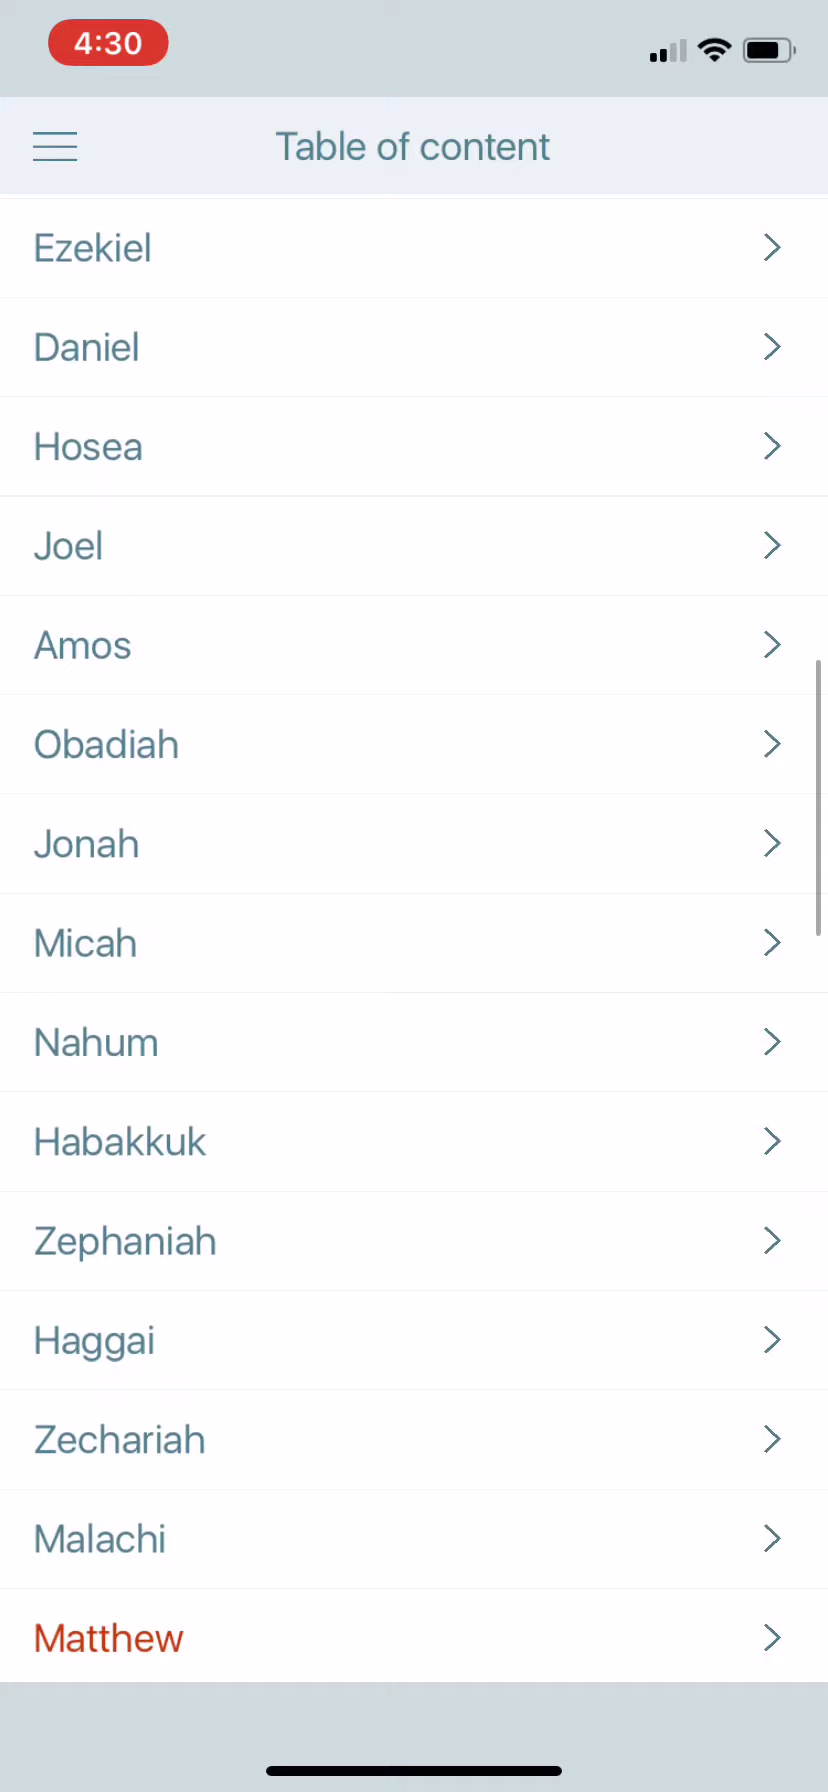 4:30
Table of content
Ezekiel
Daniel
Hosea
Joel
Amos
Obadiah
Jonah
Micah
Nahum
Habakkuk
Zephaniah
Haggai
Zechariah
Malachi
Matthew